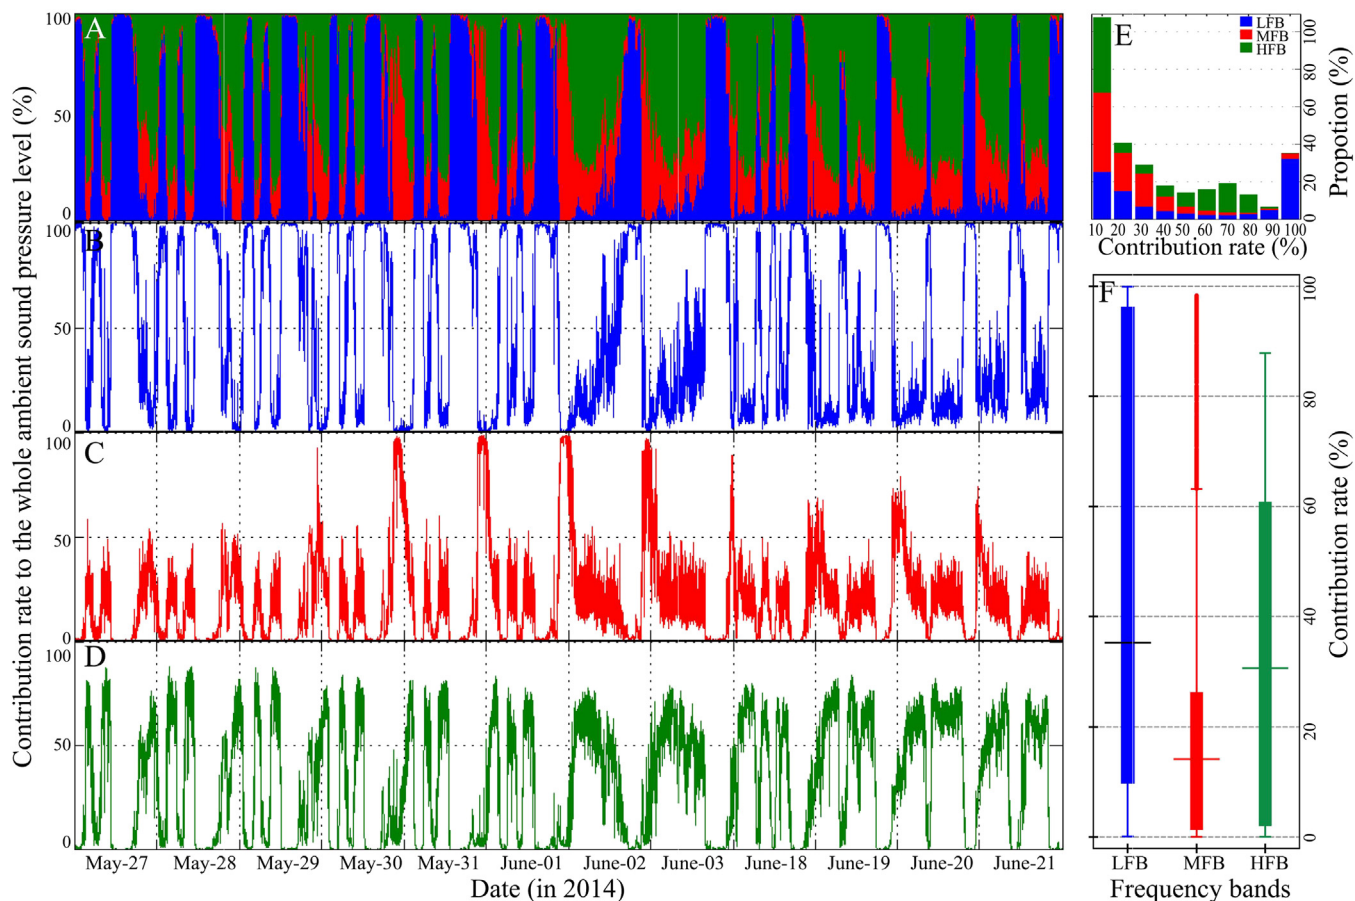 Contribution rate to the whole ambient sound pressure level (%)
A
100
50
0
B
100
50
0
C
100
50
0
D
100
50
0
May-27 May-28 May-29 May-30 May-31 June-01 June-02 June-03 June-18 June-19 June-20 June-21
Date (in 2014)
E
LFB
MFB
HFB
100
80
60
40
20
0
Propotion (%)
10 20 30 40 50 60 70 80 90 100
Contribution rate (%)
F
100
80
60
40
20
0
Contribution rate (%)
LFB MFB HFB
Frequency bands